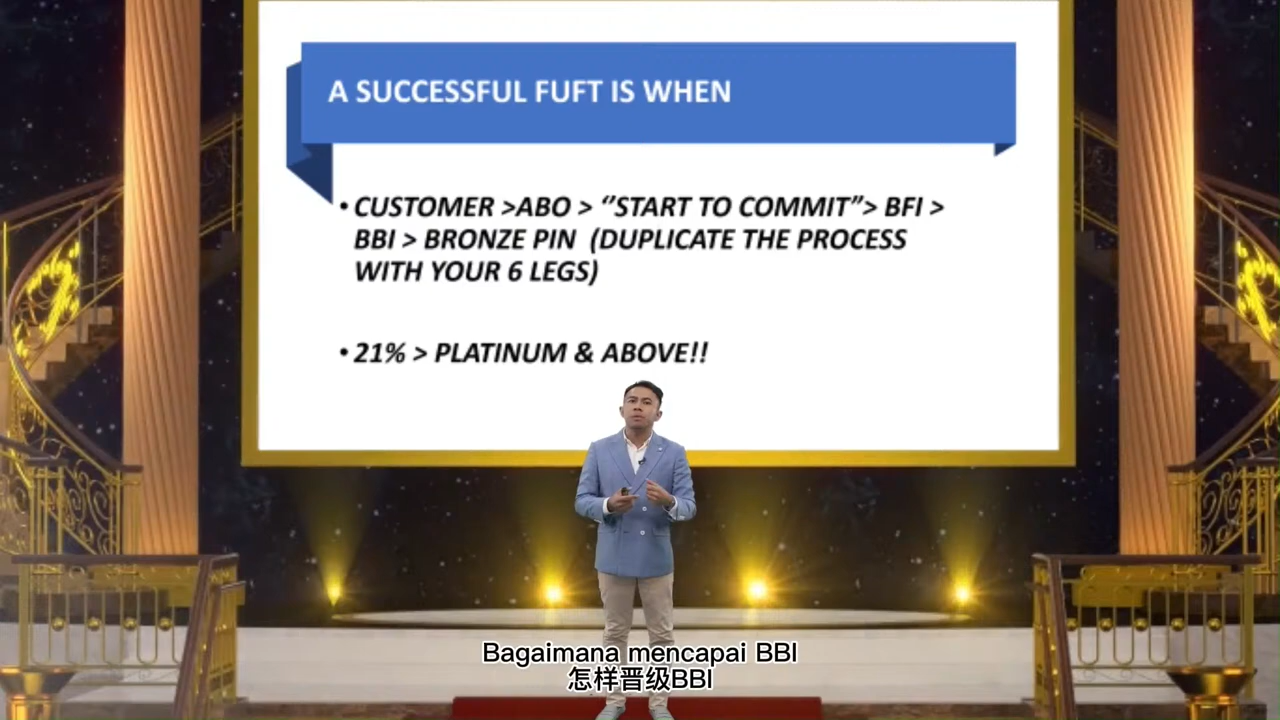 A SUCCESSFUL FUFT IS WHEN
• CUSTOMER >ABO > “START TO COMMIT”> BFI >
BBI > BRONZE PIN (DUPLICATE THE PROCESS
WITH YOUR 6 LEGS)
• 21% > PLATINUM & ABOVE!!
Bagaimana mencapai BBI
怎样晋级BBI